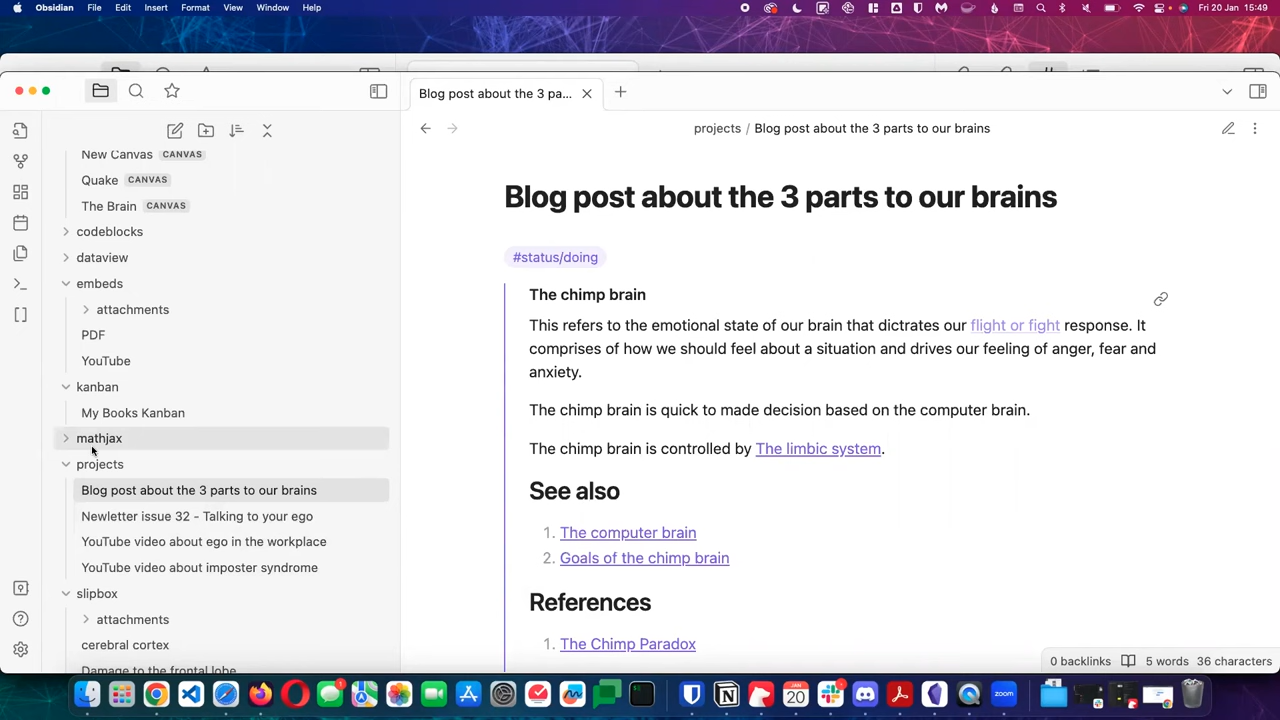 Obsidian File Edit Insert Format View Window Help Fri 20 Jan 15:49
Blog post about the 3 pa...
projects / Blog post about the 3 parts to our brains
New Canvas CANVAS
Quake CANVAS
The Brain CANVAS
codeblocks
dataview
embeds
attachments
PDF
YouTube
kanban
My Books Kanban
mathjax
projects
Blog post about the 3 parts to our brains
Newletter issue 32 - Talking to your ego
YouTube video about ego in the workplace
YouTube video about imposter syndrome
slipbox
attachments
cerebral cortex
Damage to the frontal lobe
Blog post about the 3 parts to our brains
#status/doing
The chimp brain
This refers to the emotional state of our brain that dictrates our flight or fight response. It
comprises of how we should feel about a situation and drives our feeling of anger, fear and
anxiety.
The chimp brain is quick to made decision based on the computer brain.
The chimp brain is controlled by The limbic system.
See also
1. The computer brain
2. Goals of the chimp brain
References
1. The Chimp Paradox
0 backlinks 5 words 36 characters
JAN
20
zoom